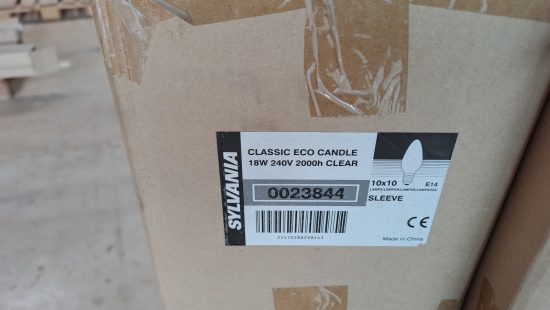 SYLVANIA
CLASSIC ECO CANDLE
18W 240V 2000h CLEAR
0023844
10x10
E14
SLEEVE
CE
Made in China